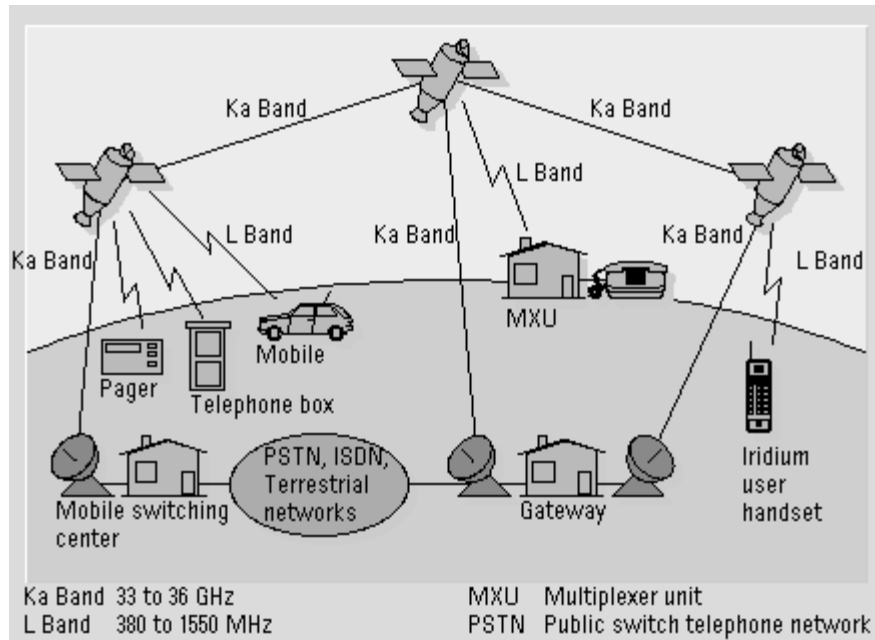 Ka Band
Ka Band
L Band
L Band
Ka Band
Ka Band
Ka Band
L Band
MXU
Mobile
Pager
Telephone box
PSTN, ISDN,
Terrestrial
networks
Mobile switching
center
Gateway
Iridium
user
handset
Ka Band 33 to 36 GHz
L Band 380 to 1550 MHz
MXU Multiplexer unit
PSTN Public switch telephone network